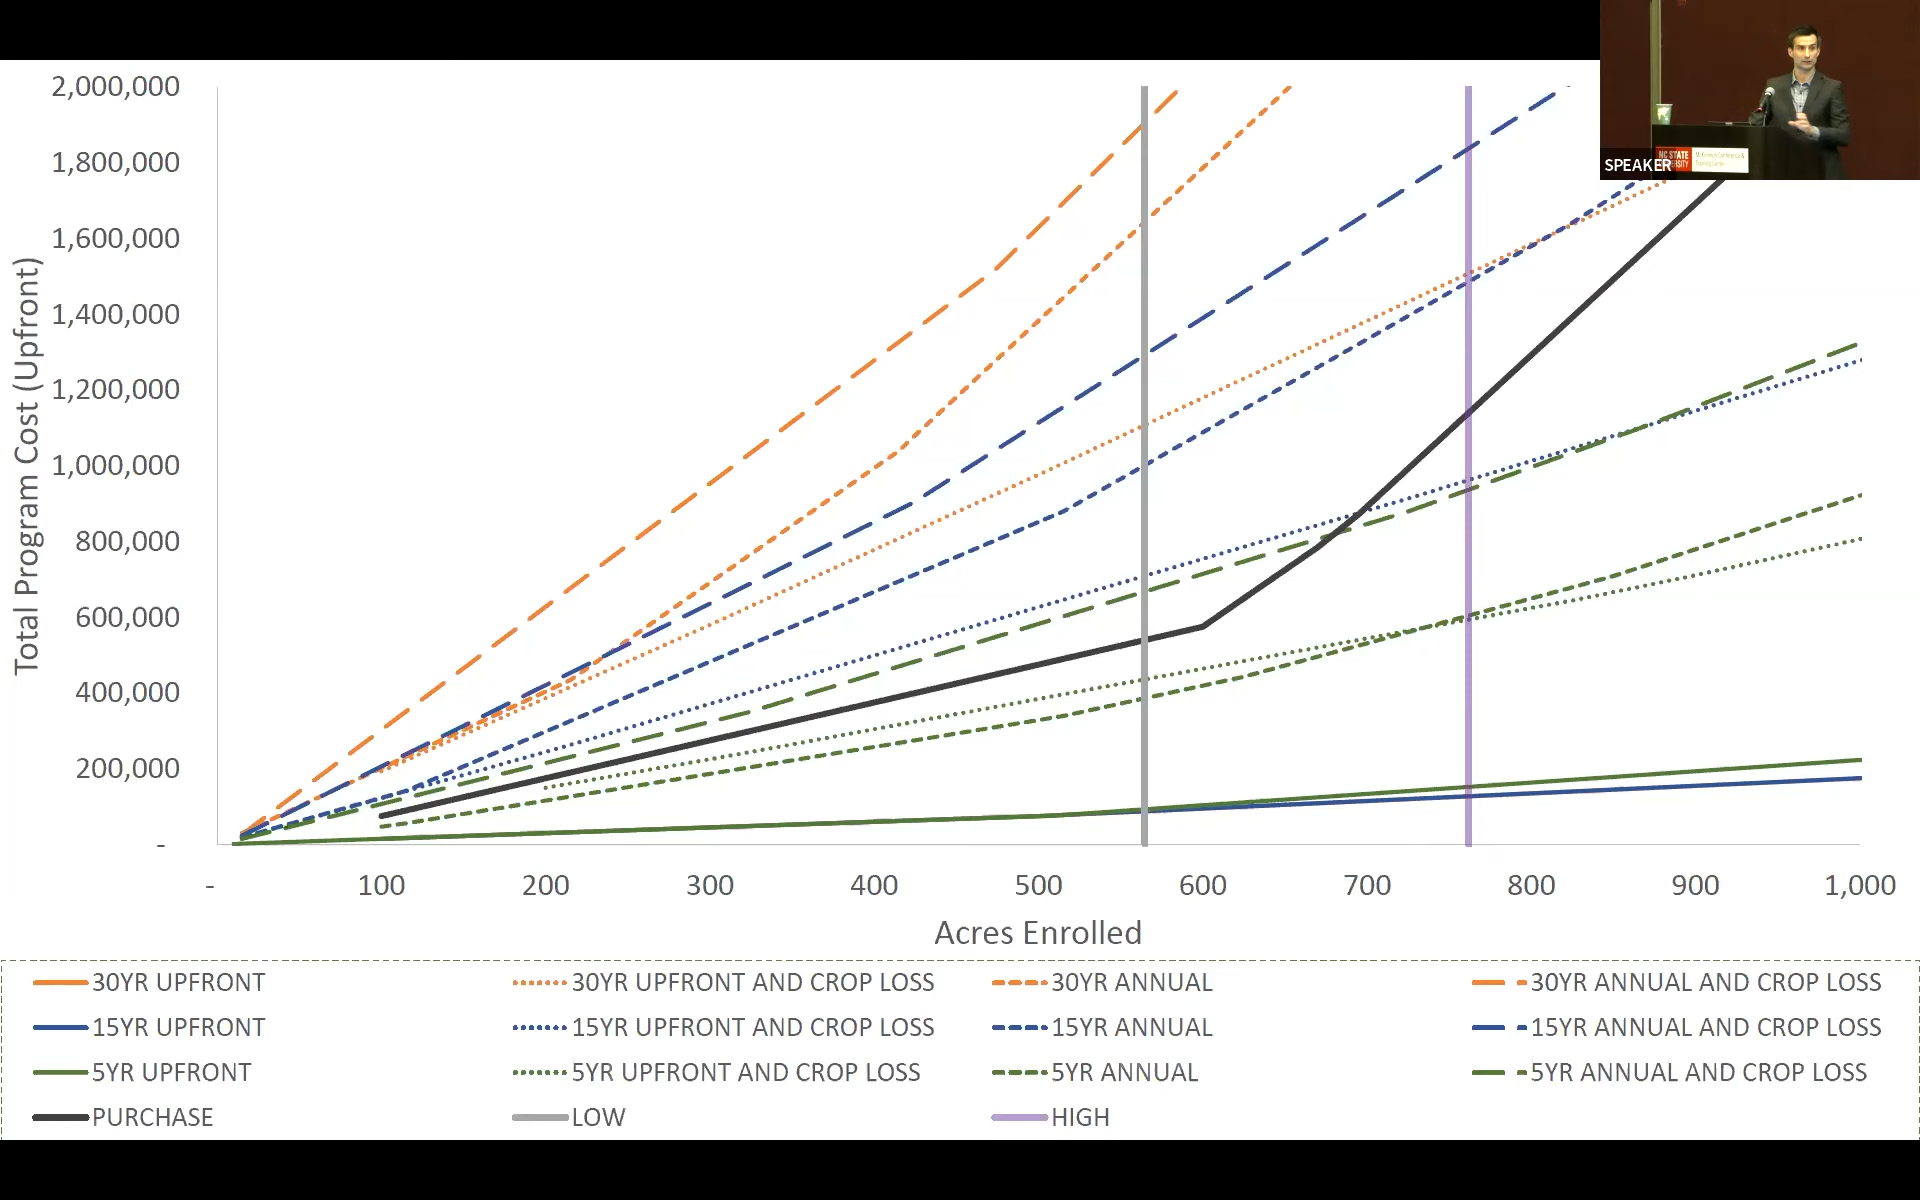 2,000,000
1,800,000
1,600,000
1,400,000
1,200,000
1,000,000
800,000
600,000
400,000
200,000
-
Total Program Cost (Upfront)
- 100 200 300 400 500 600 700 800 900 1,000
Acres Enrolled
30YR UPFRONT 30YR UPFRONT AND CROP LOSS 30YR ANNUAL 30YR ANNUAL AND CROP LOSS
15YR UPFRONT 15YR UPFRONT AND CROP LOSS 15YR ANNUAL 15YR ANNUAL AND CROP LOSS
5YR UPFRONT 5YR UPFRONT AND CROP LOSS 5YR ANNUAL 5YR ANNUAL AND CROP LOSS
PURCHASE LOW HIGH
SPEAKER
NC STATE